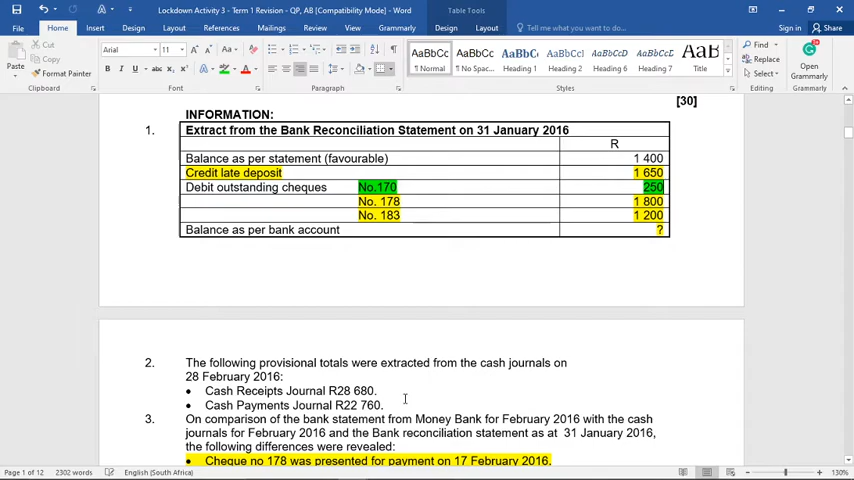 Lockdown Activity 3 - Term 1 Revision - QP, AB [Compatibility Mode] - Word
Table Tools
Sign in
Share
File Home Insert Draw Design Layout References Mailings Review View Grammarly Design Layout Tell me what you want to do...
Paste
Cut
Copy
Format Painter
Clipboard
Arial 11
Font
Paragraph
AaBbCc AaBbCc AaBbCc AaBbCc AaBbCc AaBbCc AaB
¶ Normal ¶ No Spac... Heading 1 Heading 2 Heading 6 Heading 7 Title
Styles
Find
Replace
Select
Editing
Open Grammarly
Grammarly
[30]
INFORMATION:
1. Extract from the Bank Reconciliation Statement on 31 January 2016
R
Balance as per statement (favourable) 1 400
Credit late deposit 1 650
Debit outstanding cheques No.170 250
No. 178 1 800
No. 183 1 200
Balance as per bank account ?
2. The following provisional totals were extracted from the cash journals on
28 February 2016:
• Cash Receipts Journal R28 680.
• Cash Payments Journal R22 760.
3. On comparison of the bank statement from Money Bank for February 2016 with the cash
journals for February 2016 and the Bank reconciliation statement as at 31 January 2016,
the following differences were revealed:
• Cheque no 178 was presented for payment on 17 February 2016.
Page 1 of 12 2302 words English (South Africa) 130%